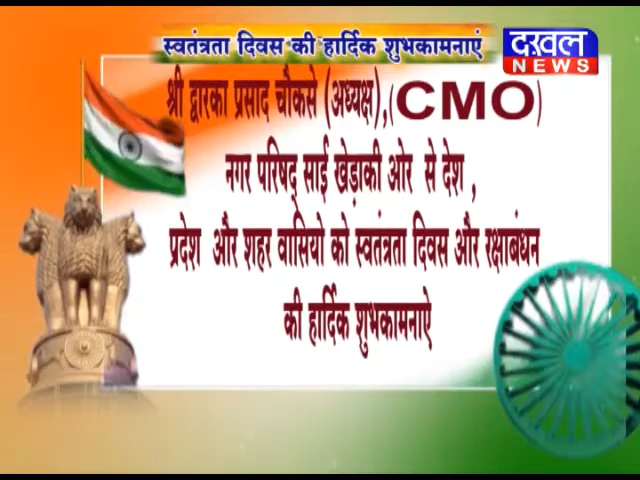 स्वतंत्रता दिवस की हार्दिक शुभकामनाएं
दख़ल
NEWS
श्री द्वारका प्रसाद चौकसे (अध्यक्ष),(CMO)
नगर परिषद् साई खेड़ाकी ओर से देश ,
प्रदेश और शहर वासियो को स्वतंत्रता दिवस और रक्षाबंधन
की हार्दिक शुभकामनाऐ